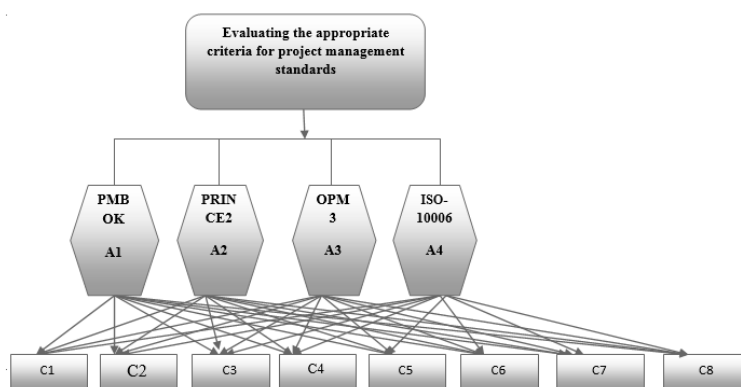 Evaluating the appropriate
criteria for project management
standards
PMB
OK
A1
PRIN
CE2
A2
OPM
3
A3
ISO-
10006
A4
C1
C2
C3
C4
C5
C6
C7
C8